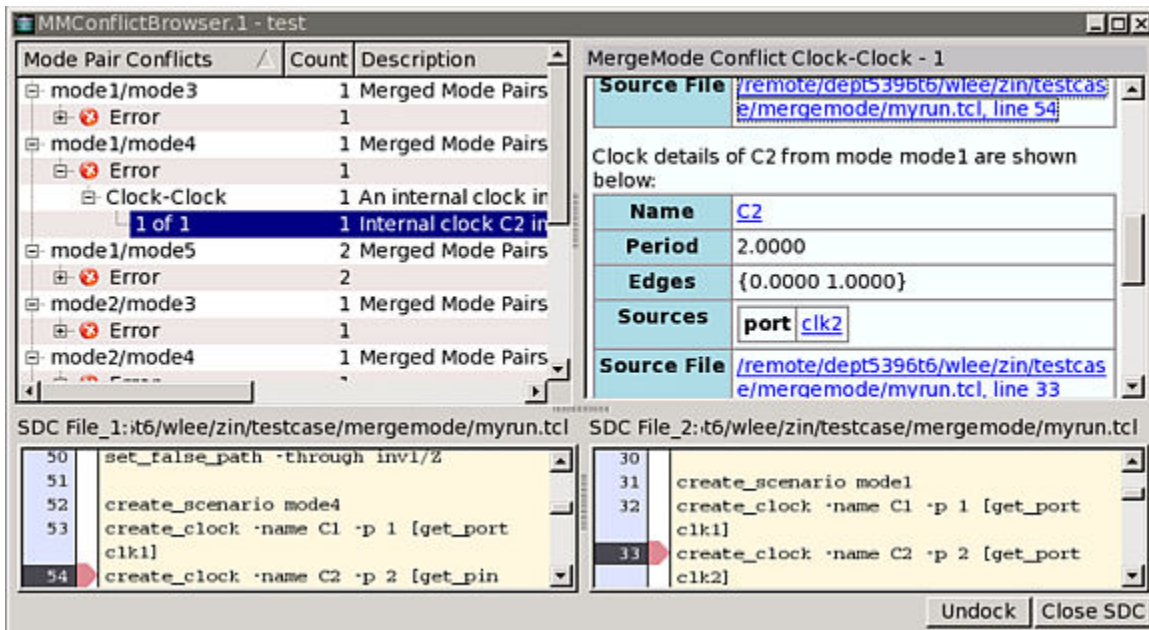 MMConflictBrowser.1 - test
Mode Pair Conflicts Count Description
mode1/mode3 1 Merged Mode Pairs
Error 1
mode1/mode4 1 Merged Mode Pairs
Error 1
Clock-Clock 1 An internal clock in
1 of 1 1 Internal clock C2 in
mode1/mode5 2 Merged Mode Pairs
Error 2
mode2/mode3 1 Merged Mode Pairs
Error 1
mode2/mode4 1 Merged Mode Pairs
MergeMode Conflict Clock-Clock - 1
Source File /remote/dept5396t6/wlee/zin/testcas
e/mergemode/myrun.tcl, line 54
Clock details of C2 from mode mode1 are shown
below:
Name C2
Period 2.0000
Edges {0.0000 1.0000}
Sources port clk2
Source File /remote/dept5396t6/wlee/zin/testcas
e/mergemode/myrun.tcl, line 33
SDC File_1:‹t6/wlee/zin/testcase/mergemode/myrun.tcl
50 set_false_path -through inv1/Z
51
52 create_scenario mode4
53 create_clock -name C1 -p 1 [get_port
clk1]
54 create_clock -name C2 -p 2 [get_pin
SDC File_2:‹t6/wlee/zin/testcase/mergemode/myrun.tcl
30
31 create_scenario mode1
32 create_clock -name C1 -p 1 [get_port
clk1]
33 create_clock -name C2 -p 2 [get_port
clk2]
Undock Close SDC